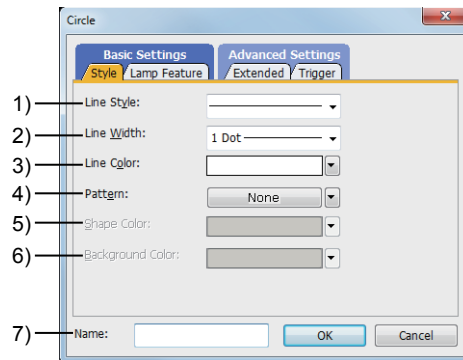 Circle
x
Basic Settings
Advanced Settings
Style
Lamp Feature
Extended
Trigger
1)
Line Style:
2)
Line Width:
1 Dot
3)
Line Color:
4)
Pattern:
None
5)
Shape Color:
6)
Background Color:
7)
Name:
OK
Cancel